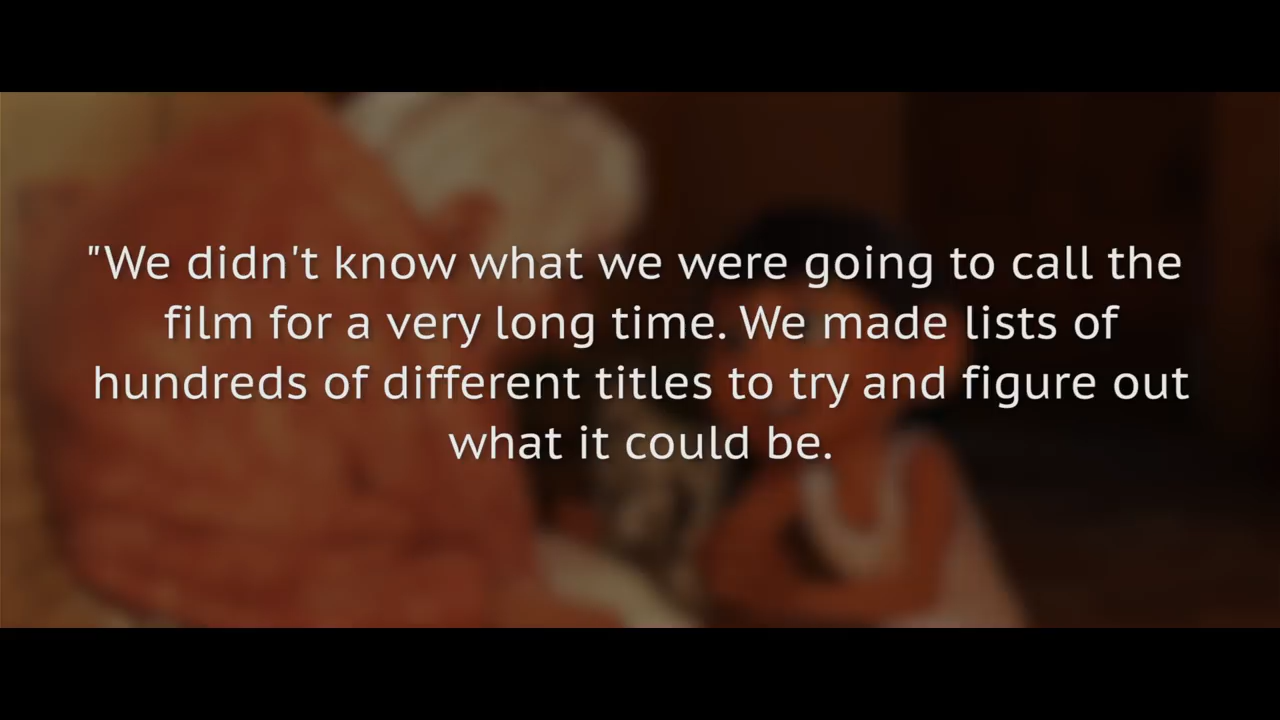 "We didn't know what we were going to call the
film for a very long time. We made lists of
hundreds of different titles to try and figure out
what it could be.